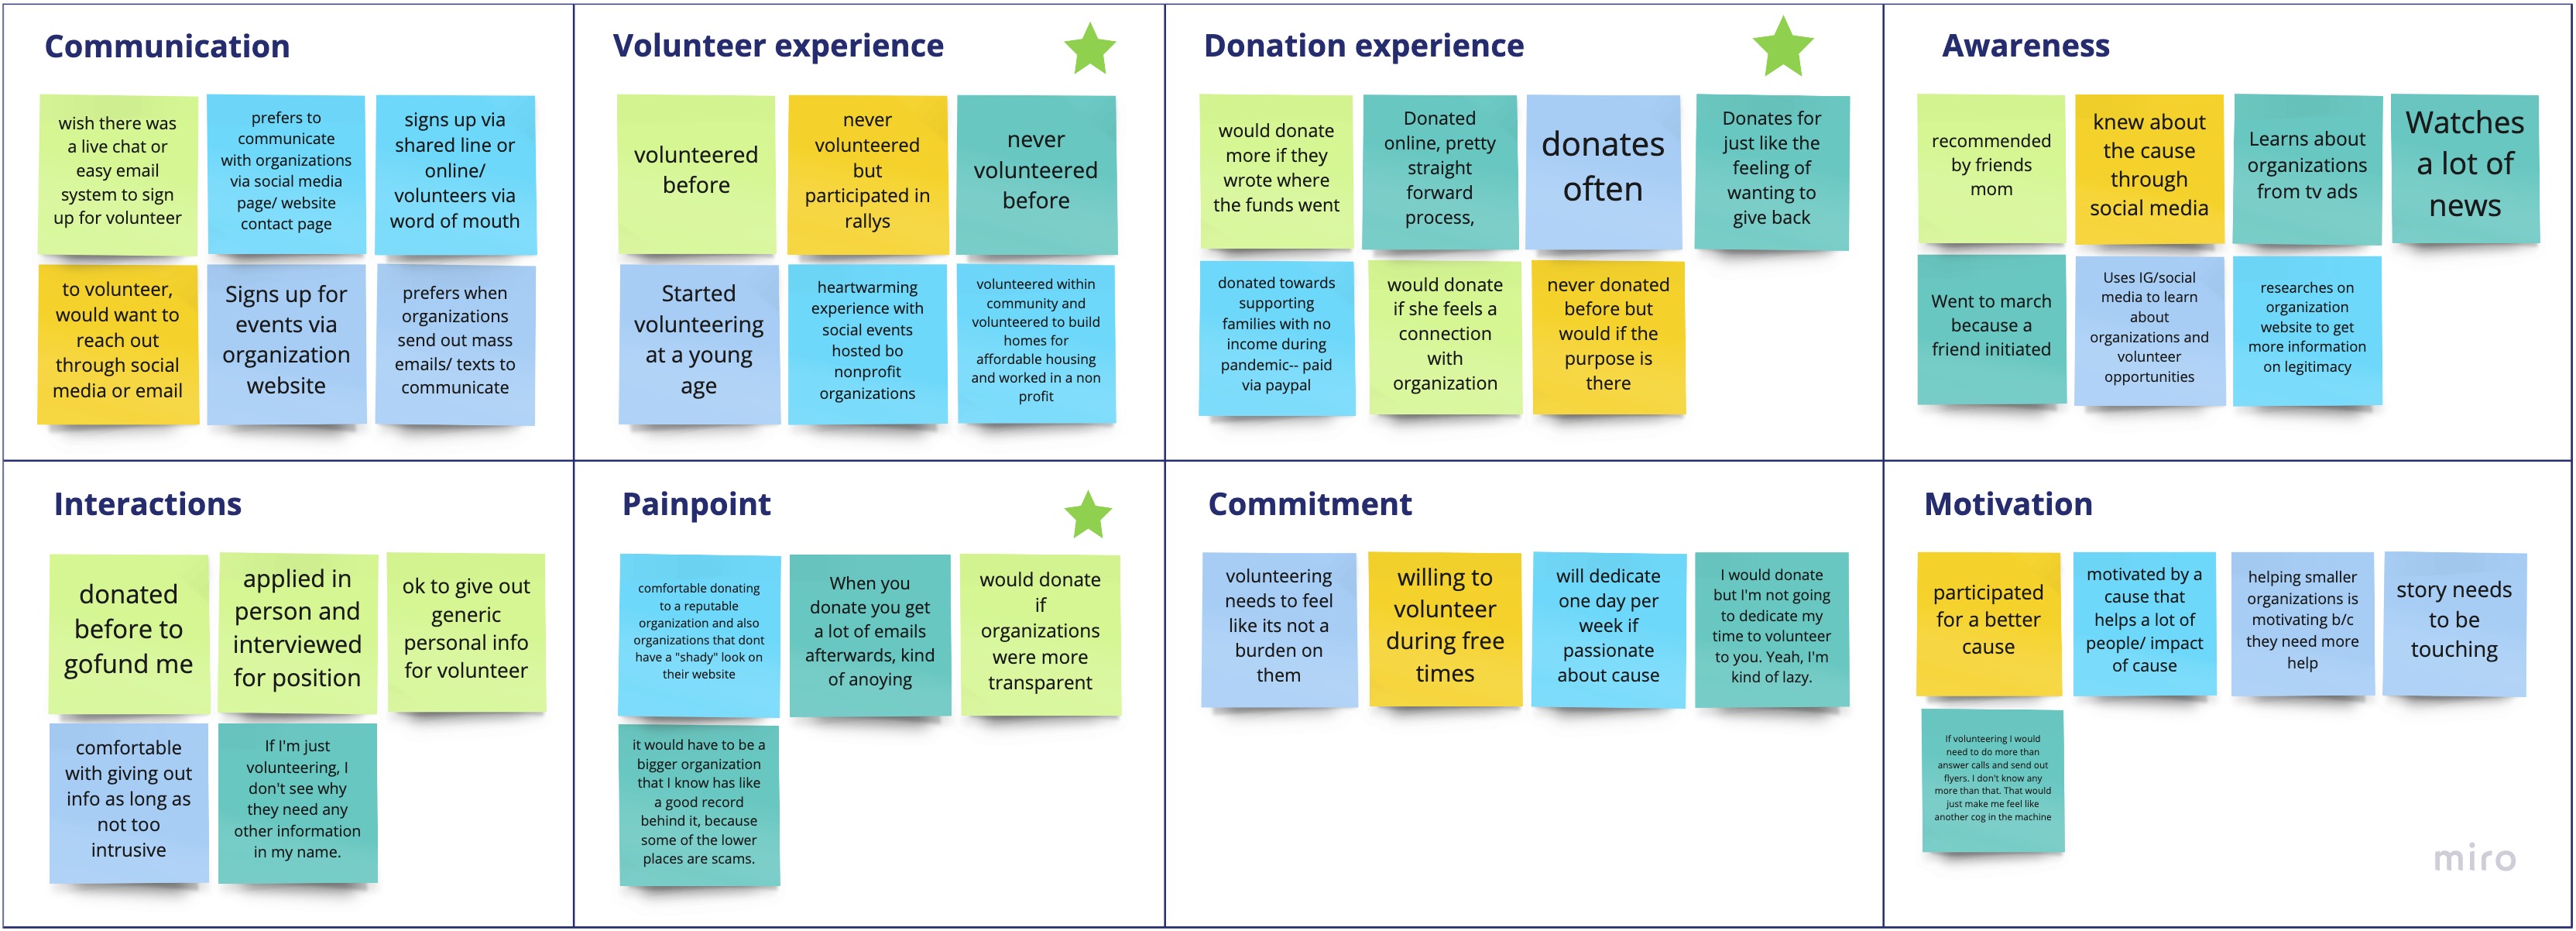 Communication
wish there was
a live chat or
easy email
system to sign
up for volunteer
prefers to
communicate
with organizations
via social media
page/ website
contact page
signs up via
shared line or
online/
volunteers via
word of mouth
to volunteer,
would want to
reach out
through social
media or email
Signs up for
events via
organization
website
prefers when
organizations
send out mass
emails/ texts to
communicate
Volunteer experience
volunteered
before
never
volunteered
but
participated in
rallys
never
volunteered
before
Started
volunteering
at a young
age
heartwarming
experience with
social events
hosted bo
nonprofit
organizations
volunteered within
community and
volunteered to build
homes for
affordable housing
and worked in a non
profit
Donation experience
would donate
more if they
wrote where
the funds went
Donated
online, pretty
straight
forward
process,
donates
often
Donates for
just like the
feeling of
wanting to
give back
donated towards
supporting
families with no
income during
pandemic-- paid
via paypal
would donate
if she feels a
connection
with
organization
never donated
before but
would if the
purpose is
there
Awareness
recommended
by friends
mom
knew about
the cause
through
social media
Learns about
organizations
from tv ads
Watches
a lot of
news
Went to march
because a
friend initiated
Uses IG/social
media to learn
about
organizations and
volunteer
opportunities
researches on
organization
website to get
more information
on legitimacy
Interactions
donated
before to
gofund me
applied in
person and
interviewed
for position
ok to give out
generic
personal info
for volunteer
comfortable
with giving out
info as long as
not too
intrusive
If I'm just
volunteering, I
don't see why
they need any
other information
in my name.
Painpoint
comfortable donating
to a reputable
organization and also
organizations that dont
have a "shady" look on
their website
When you
donate you get
a lot of emails
afterwards, kind
of anoying
would donate
if
organizations
were more
transparent
it would have to be a
bigger organization
that I know has like
a good record
behind it, because
some of the lower
places are scams.
Commitment
volunteering
needs to feel
like its not a
burden on
them
willing to
volunteer
during free
times
will dedicate
one day per
week if
passionate
about cause
I would donate
but I'm not going
to dedicate my
time to volunteer
to you. Yeah, I'm
kind of lazy.
Motivation
participated
for a better
cause
motivated by a
cause that
helps a lot of
people/ impact
of cause
helping smaller
organizations is
motivating b/c
they need more
help
story needs
to be
touching
If volunteering I would
need to do more than
answer calls and send out
flyers. I don't know any
more than that. That would
just make me feel like
another cog in the machine
miro